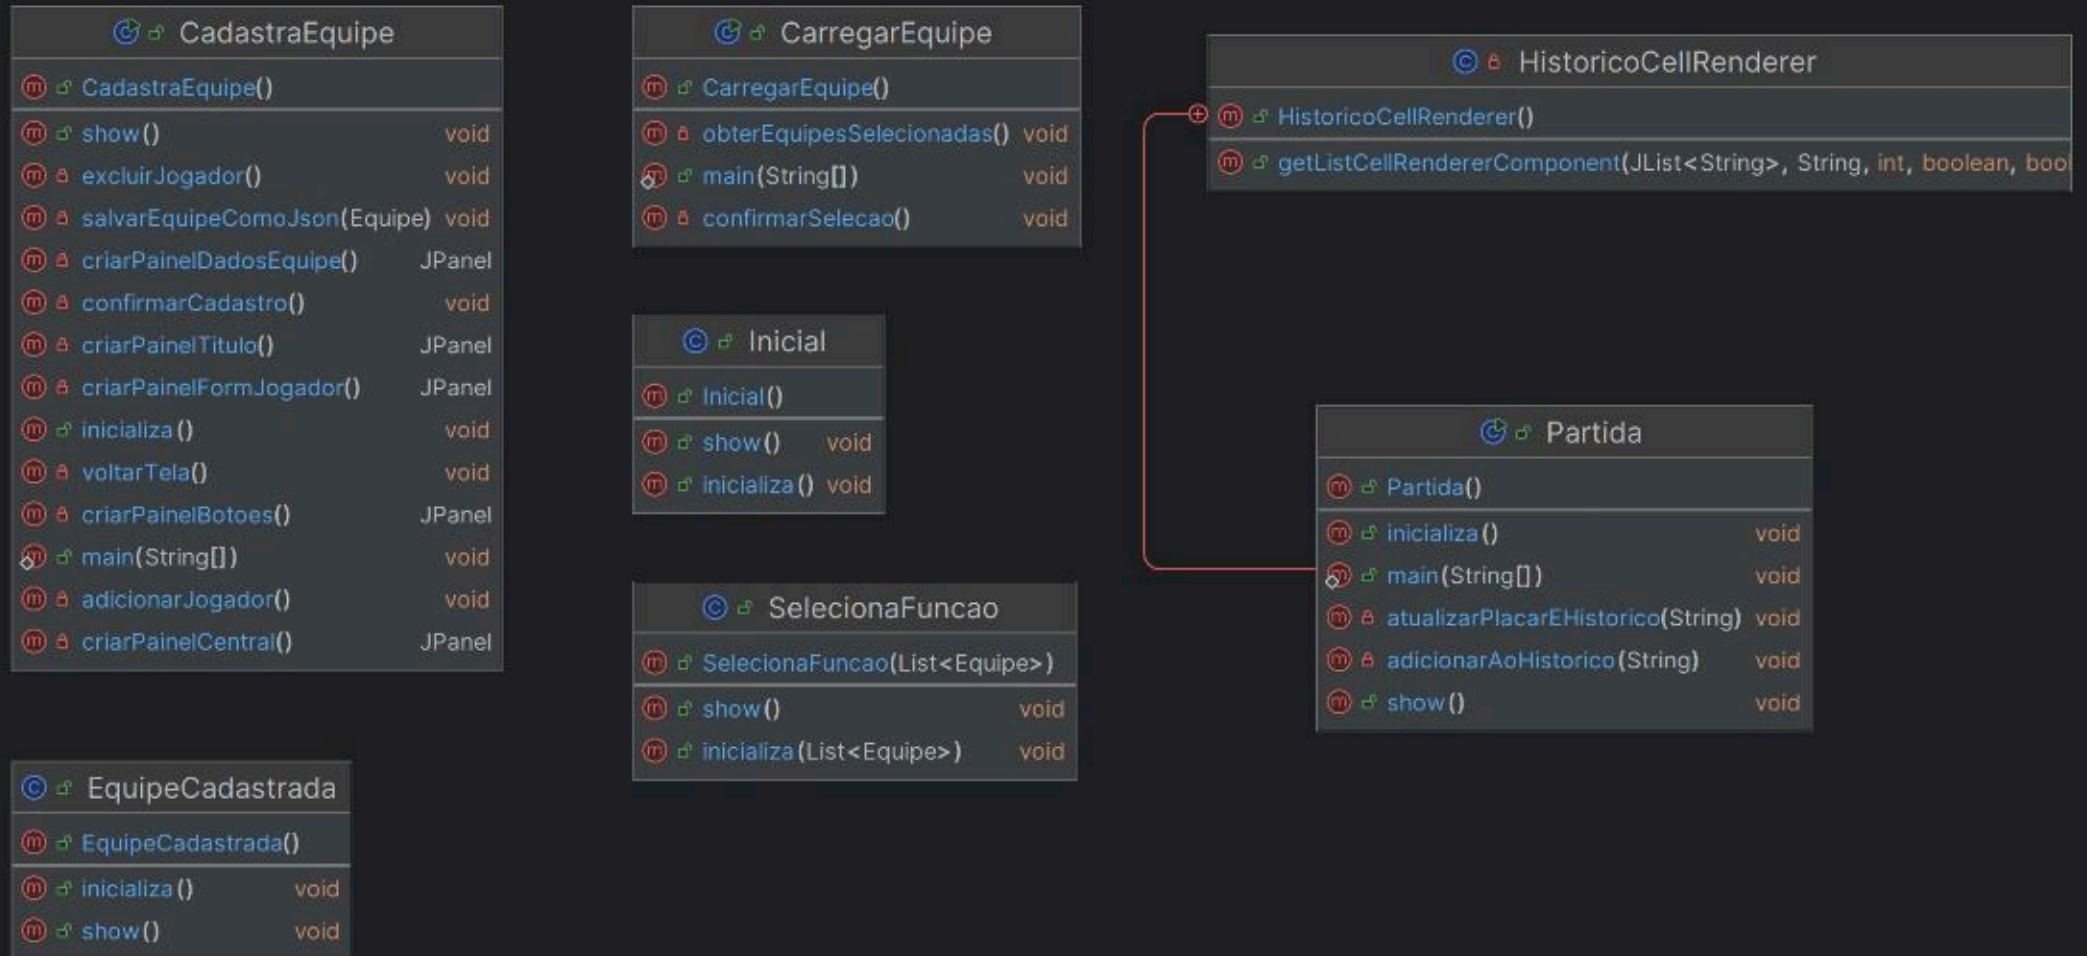 CadastraEquipe
CadastraEquipe()
show() void
excluirJogador() void
salvarEquipeComoJson(Equipe) void
criarPainelDadosEquipe() JPanel
confirmarCadastro() void
criarPainelTitulo() JPanel
criarPainelFormJogador() JPanel
inicializa() void
voltarTela() void
criarPainelBotoes() JPanel
main(String[]) void
adicionarJogador() void
criarPainelCentral() JPanel
EquipeCadastrada
EquipeCadastrada()
inicializa() void
show() void
CarregarEquipe
CarregarEquipe()
obterEquipesSelecionadas() void
main(String[]) void
confirmarSelecao() void
Inicial
Inicial()
show() void
inicializa() void
SelecionaFuncao
SelecionaFuncao(List<Equipe>)
show() void
inicializa(List<Equipe>) void
HistoricoCellRenderer
HistoricoCellRenderer()
getListCellRendererComponent(JList<String>, String, int, boolean, boo
Partida
Partida()
inicializa() void
main(String[]) void
atualizarPlacarEHistorico(String) void
adicionarAoHistorico(String) void
show() void